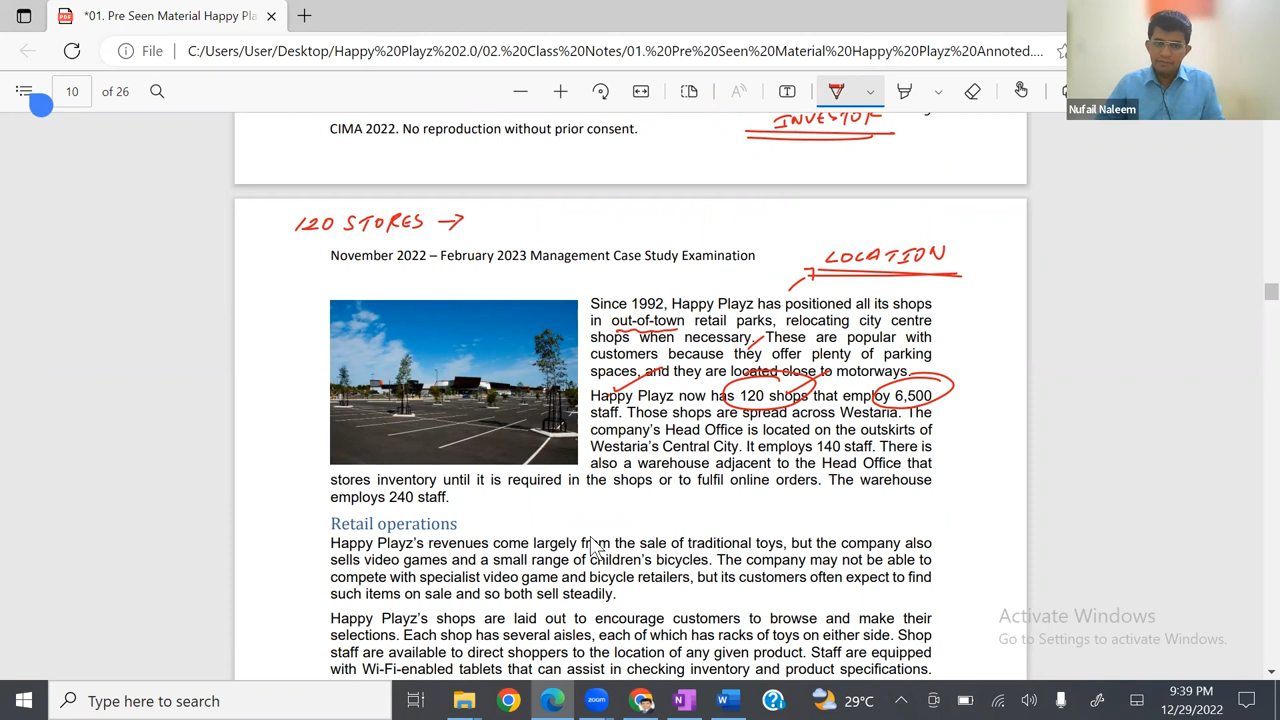 *01. Pre Seen Material Happy Pla
File
C:/Users/User/Desktop/Happy%20Playz%202.0/02.%20Class%20Notes/01.%20Pre%20Seen%20Material%20Happy%20Playz%20Annoted....
10 of 26
Nufail Naleem
CIMA 2022. No reproduction without prior consent.
INVESTOR
120 STORES →
November 2022 – February 2023 Management Case Study Examination
LOCATION
Since 1992, Happy Playz has positioned all its shops
in out-of-town retail parks, relocating city centre
shops when necessary. These are popular with
customers because they offer plenty of parking
spaces, and they are located close to motorways.
Happy Playz now has 120 shops that employ 6,500
staff. Those shops are spread across Westaria. The
company's Head Office is located on the outskirts of
Westaria's Central City. It employs 140 staff. There is
also a warehouse adjacent to the Head Office that
stores inventory until it is required in the shops or to fulfil online orders. The warehouse
employs 240 staff.
Retail operations
Happy Playz's revenues come largely from the sale of traditional toys, but the company also
sells video games and a small range of children's bicycles. The company may not be able to
compete with specialist video game and bicycle retailers, but its customers often expect to find
such items on sale and so both sell steadily.
Happy Playz's shops are laid out to encourage customers to browse and make their
selections. Each shop has several aisles, each of which has racks of toys on either side. Shop
staff are available to direct shoppers to the location of any given product. Staff are equipped
with Wi-Fi-enabled tablets that can assist in checking inventory and product specifications.
Activate Windows
Go to Settings to activate Windows.
Type here to search
29°C
9:39 PM
12/29/2022